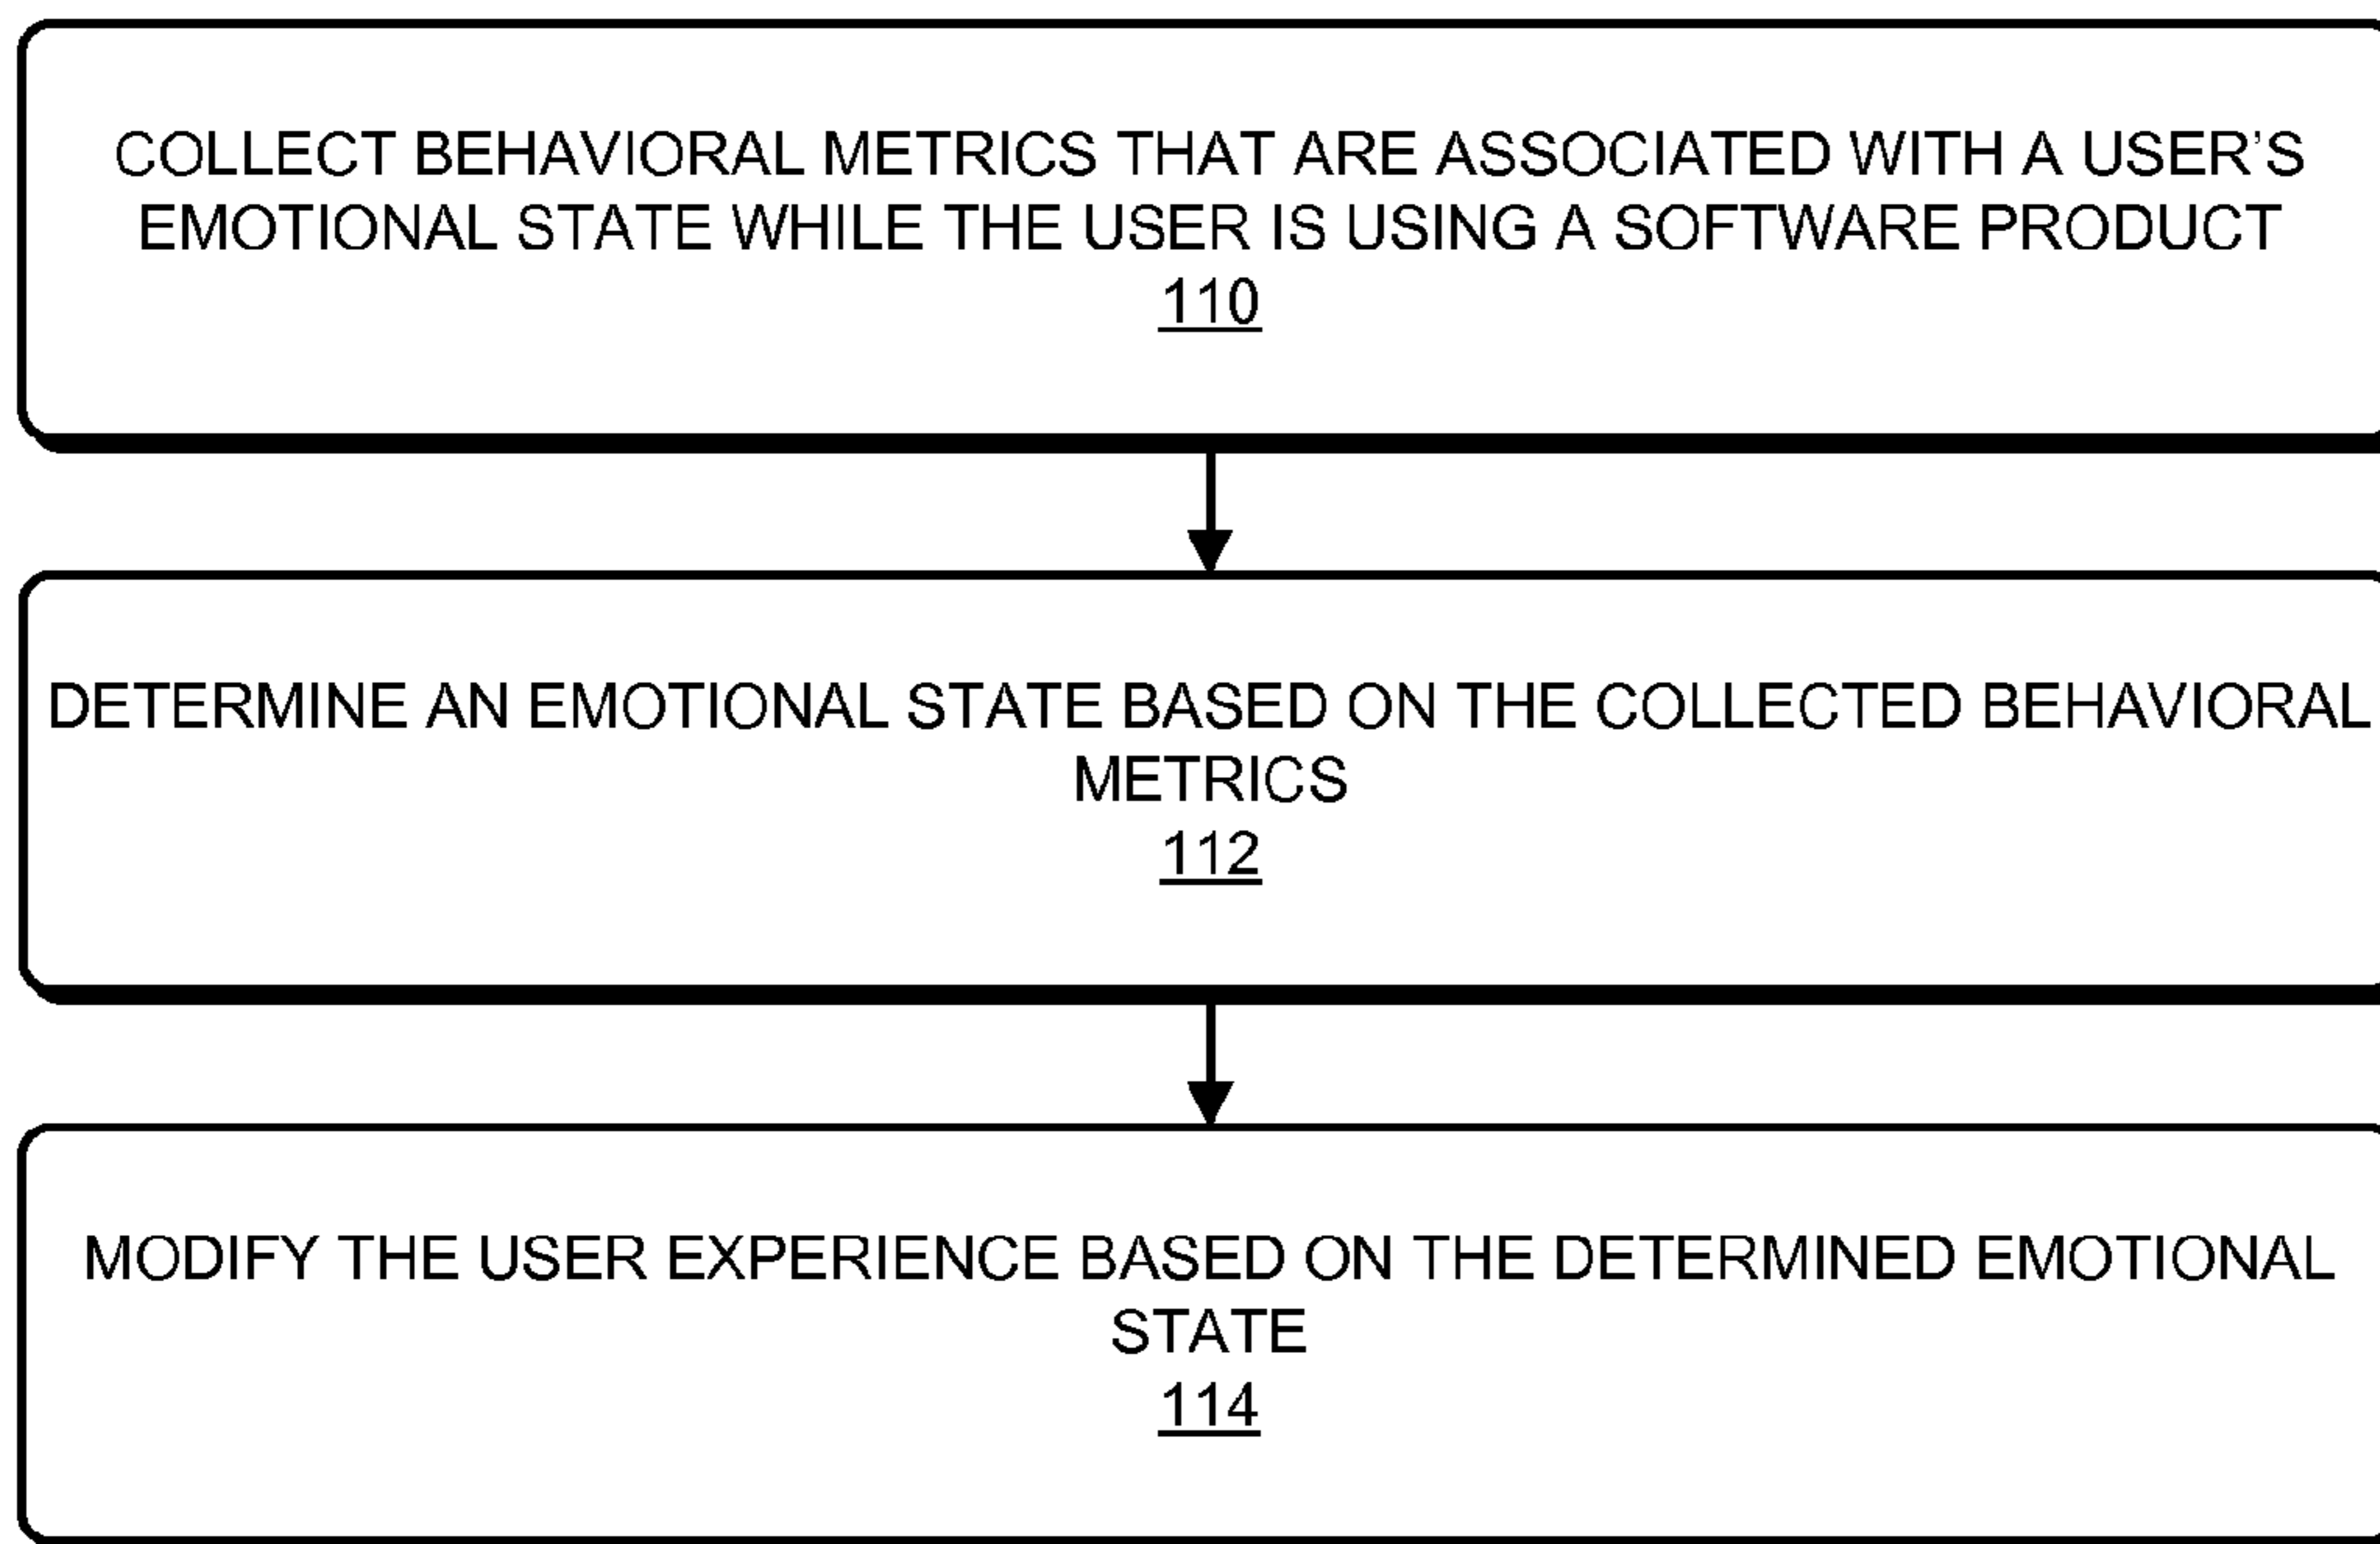 COLLECT BEHAVIORAL METRICS THAT ARE ASSOCIATED WITH A USER'S
EMOTIONAL STATE WHILE THE USER IS USING A SOFTWARE PRODUCT
110
DETERMINE AN EMOTIONAL STATE BASED ON THE COLLECTED BEHAVIORAL
METRICS
112
MODIFY THE USER EXPERIENCE BASED ON THE DETERMINED EMOTIONAL
STATE
114